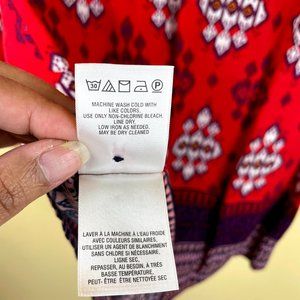 30 P
MACHINE WASH COLD WITH
LIKE COLORS.
USE ONLY NON-CHLORINE BLEACH.
LINE DRY.
LOW IRON AS NEEDED.
MAY BE DRY CLEANED
LAVER À LA MACHINE À L'EAU FROIDE
AVEC COULEURS SIMILAIRES.
UTILISER UN AGENT DE BLANCHIMENT
SANS CHLORE SI NÉCESSAIRE.
LIGNE SEC.
REPASSER, AU BESOIN, À TRÈS
BASSE TEMPÉRATURE.
PEUT- ÊTRE ÊTRE NETTOYÉE SEC